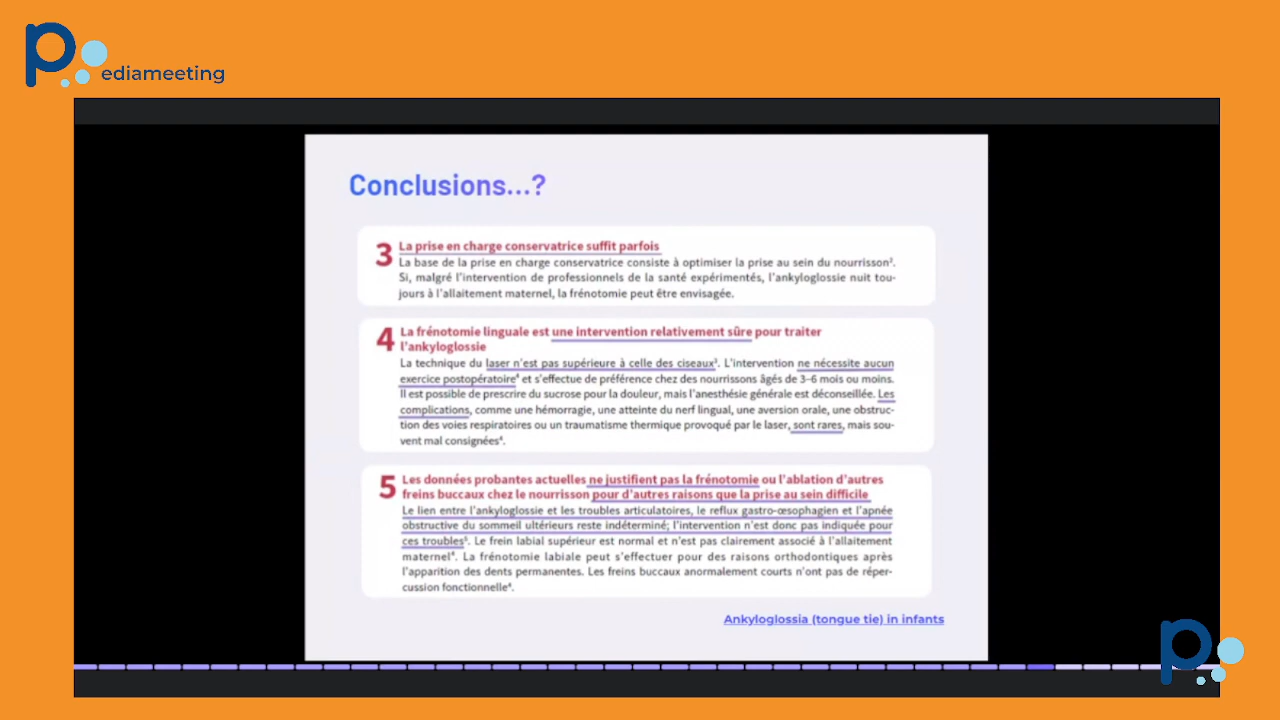 pediameeting
Conclusions...?
3 La prise en charge conservatrice suffit parfois
La base de la prise en charge conservatrice consiste à optimiser la prise au sein du nourrisson².
Si, malgré l'intervention de professionnels de la santé expérimentés, l'ankyloglossie nuit tou-
jours à l'allaitement maternel, la frénotomie peut être envisagée.
4 La frénotomie linguale est une intervention relativement sûre pour traiter
l'ankyloglossie
La technique du laser n'est pas supérieure à celle des ciseaux³. L'intervention ne nécessite aucun
exercice postopératoire⁴ et s'effectue de préférence chez des nourrissons âgés de 3–6 mois ou moins.
Il est possible de prescrire du sucrose pour la douleur, mais l'anesthésie générale est déconseillée. Les
complications, comme une hémorragie, une atteinte du nerf lingual, une aversion orale, une obstruc-
tion des voies respiratoires ou un traumatisme thermique provoqué par le laser, sont rares, mais sou-
vent mal consignées⁴.
5 Les données probantes actuelles ne justifient pas la frénotomie ou l'ablation d'autres
freins buccaux chez le nourrisson pour d'autres raisons que la prise au sein difficile
Le lien entre l'ankyloglossie et les troubles articulatoires, le reflux gastro-œsophagien et l'apnée
obstructive du sommeil ultérieurs reste indéterminé; l'intervention n'est donc pas indiquée pour
ces troubles⁵. Le frein labial supérieur est normal et n'est pas clairement associé à l'allaitement
maternel⁴. La frénotomie labiale peut s'effectuer pour des raisons orthodontiques après
l'apparition des dents permanentes. Les freins buccaux anormalement courts n'ont pas de réper-
cussion fonctionnelle⁴.
Ankyloglossia (tongue tie) in infants
p